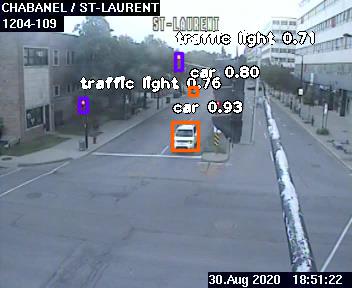 CHABANEL / ST-LAURENT
1204-109
ST-LAURENT
traffic light 0.71
car 0.80
traffic light 0.76
car 0.93
30.Aug 2020 18:51:22